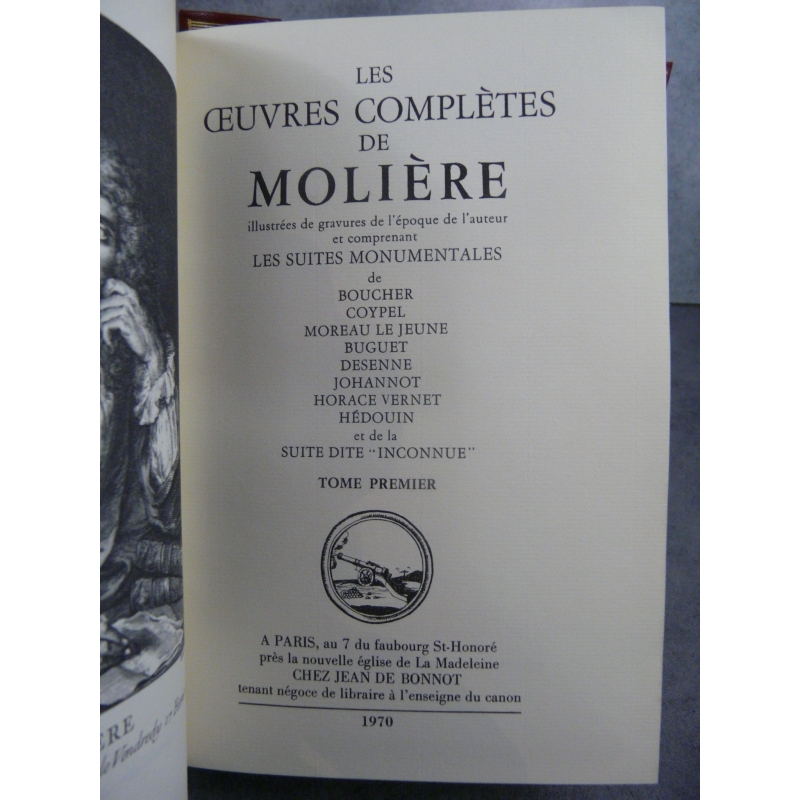 LES
ŒUVRES COMPLÈTES
DE
MOLIÈRE
illustrées de gravures de l'époque de l'auteur
et comprenant
LES SUITES MONUMENTALES
de
BOUCHER
COYPEL
MOREAU LE JEUNE
BUGUET
DESENNE
JOHANNOT
HORACE VERNET
HÉDOUIN
et de la
SUITE DITE "INCONNUE"
TOME PREMIER
A PARIS, au 7 du faubourg St-Honoré
près la nouvelle église de La Madeleine
CHEZ JEAN DE BONNOT
tenant négoce de libraire à l'enseigne du canon
1970